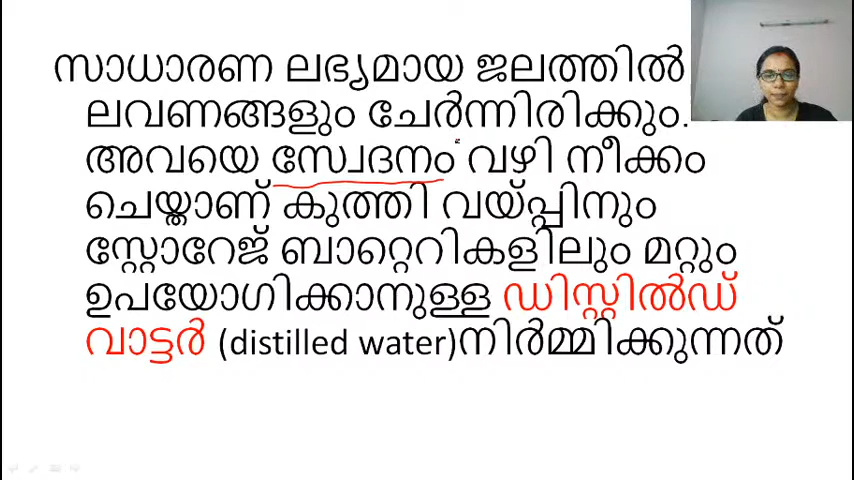 സാധാരണ ലഭ്യമായ ജലത്തിൽ
ലവണങ്ങളും ചേർന്നിരിക്കും.
അവയെ സ്വേദനം വഴി നീക്കം
ചെയ്താണ് കുത്തി വയ്പ്പിനും
സ്റ്റോറേജ് ബാറ്റെറികളിലും മറ്റും
ഉപയോഗിക്കാനുള്ള ഡിസ്റ്റിൽഡ്
വാട്ടർ (distilled water)നിർമ്മിക്കുന്നത്